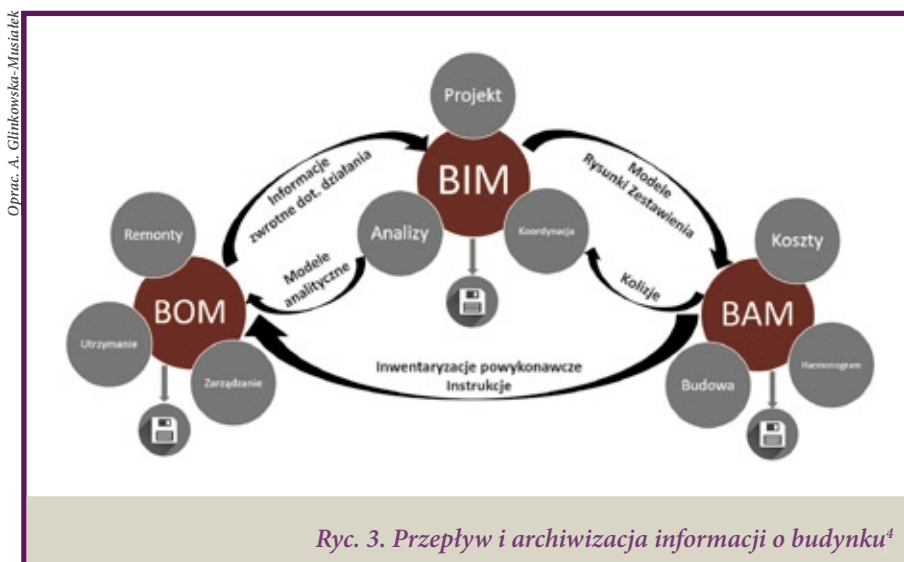 Oprac. A. Glinkowska-Musiałek
Projekt
BIM
Analizy
Koordynacja
Informacje
zwrotne dot. działania
Modele
Rysunki Zestawienia
Remonty
BOM
Utrzymanie
Zarządzanie
Modele
analityczne
Kolizje
Koszty
BAM
Budowa
Harmonogram
Inwentaryzacje powykonawcze
Instrukcje
Ryc. 3. Przepływ i archiwizacja informacji o budynku⁴